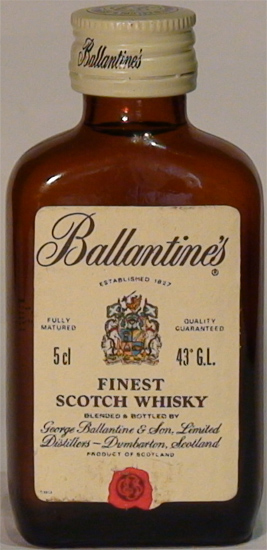 Ballantine's
Ballantine's
®
ESTABLISHED 1827
FULLY MATURED
QUALITY GUARANTEED
5 cl
43° G.L.
FINEST
SCOTCH WHISKY
BLENDED & BOTTLED BY
George Ballantine & Son, Limited
Distillers – Dumbarton, Scotland
PRODUCT OF SCOTLAND